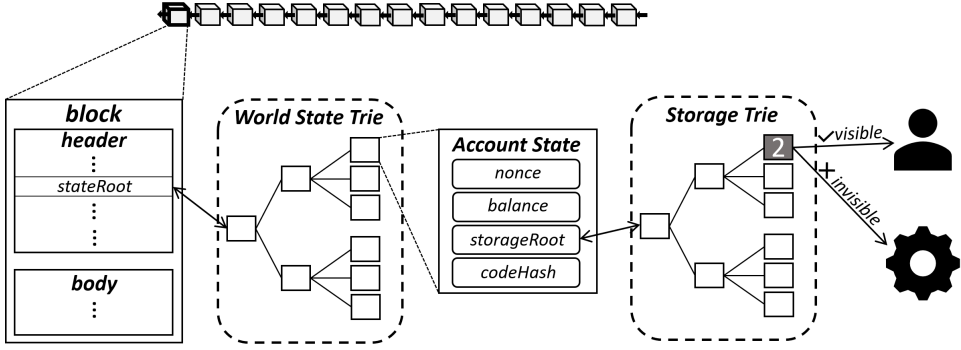 block
header
stateRoot
body
World State Trie
Account State
nonce
balance
storageRoot
codeHash
Storage Trie
2
visible
invisible